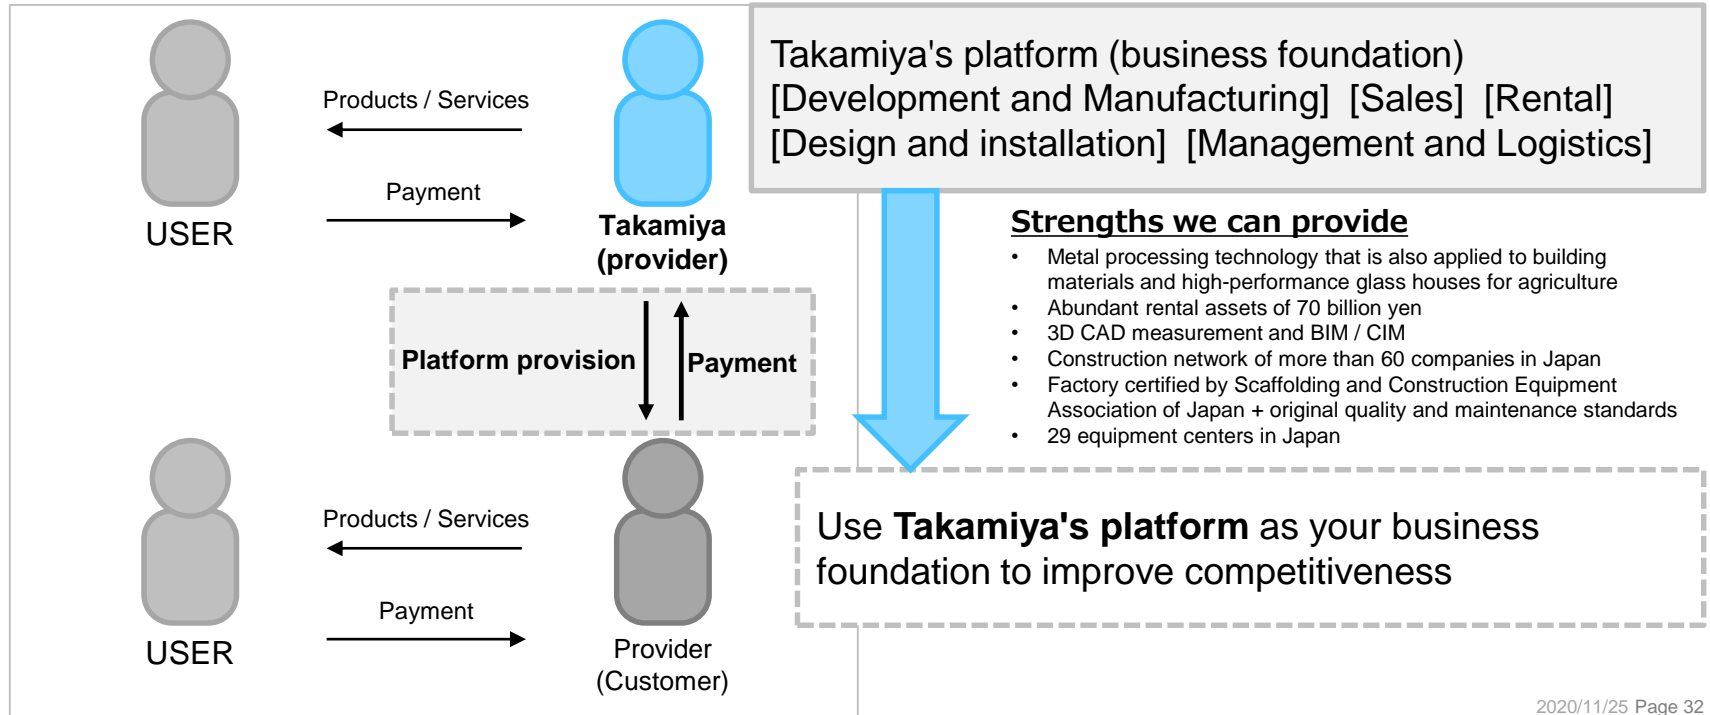 Takamiya's platform (business foundation)
[Development and Manufacturing] [Sales] [Rental]
[Design and installation] [Management and Logistics]
Products / Services
Payment
USER
Takamiya
(provider)
Platform provision
Payment
Strengths we can provide
• Metal processing technology that is also applied to building
materials and high-performance glass houses for agriculture
• Abundant rental assets of 70 billion yen
• 3D CAD measurement and BIM / CIM
• Construction network of more than 60 companies in Japan
• Factory certified by Scaffolding and Construction Equipment
Association of Japan + original quality and maintenance standards
• 29 equipment centers in Japan
Products / Services
Payment
USER
Provider
(Customer)
Use Takamiya's platform as your business
foundation to improve competitiveness
2020/11/25 Page 32